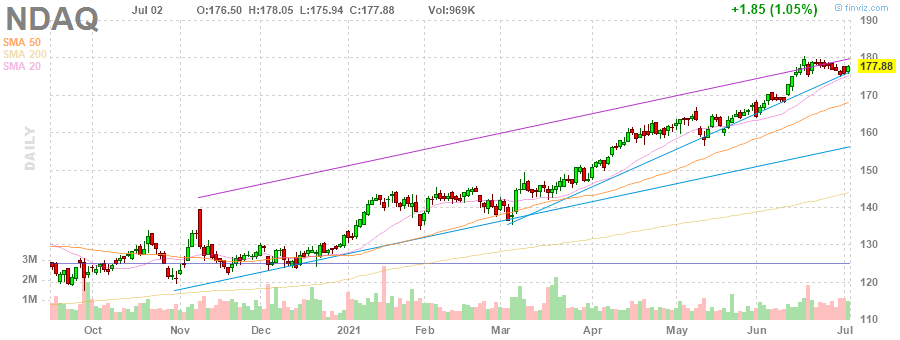 NDAQ Jul 02 O:176.50 H:178.05 L:175.94 C:177.88 Vol:969K +1.85 (1.05%) finviz.com
SMA 50
SMA 200
SMA 20
DAILY
190
180
177.88
170
160
150
140
130
120
110
3M
2M
1M
Oct Nov Dec 2021 Feb Mar Apr May Jun Jul